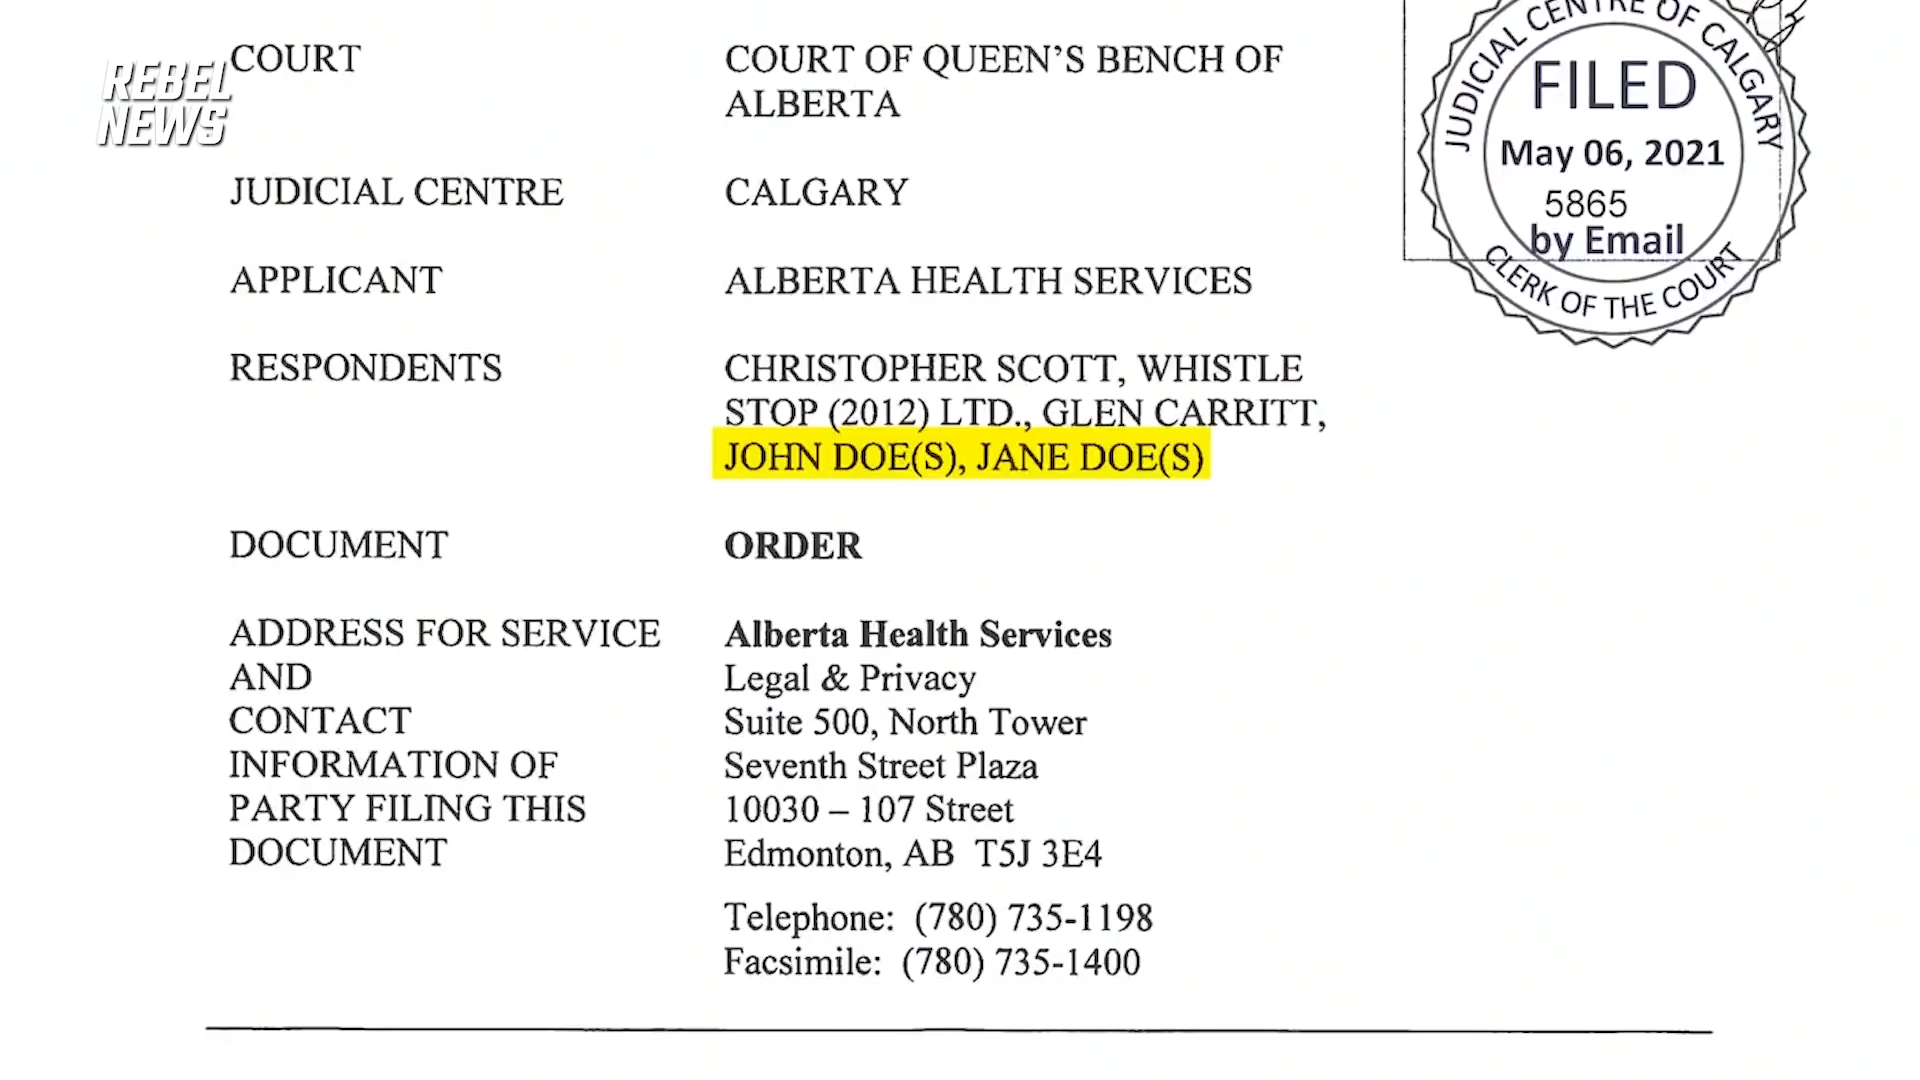 REBEL
NEWS
COURT
COURT OF QUEEN'S BENCH OF
ALBERTA
JUDICIAL CENTRE
CALGARY
APPLICANT
ALBERTA HEALTH SERVICES
RESPONDENTS
CHRISTOPHER SCOTT, WHISTLE
STOP (2012) LTD., GLEN CARRITT,
JOHN DOE(S), JANE DOE(S)
DOCUMENT
ORDER
ADDRESS FOR SERVICE
AND
CONTACT
INFORMATION OF
PARTY FILING THIS
DOCUMENT
Alberta Health Services
Legal & Privacy
Suite 500, North Tower
Seventh Street Plaza
10030 – 107 Street
Edmonton, AB T5J 3E4
Telephone: (780) 735-1198
Facsimile: (780) 735-1400
JUDICIAL CENTRE OF CALGARY
FILED
May 06, 2021
5865
by Email
CLERK OF THE COURT